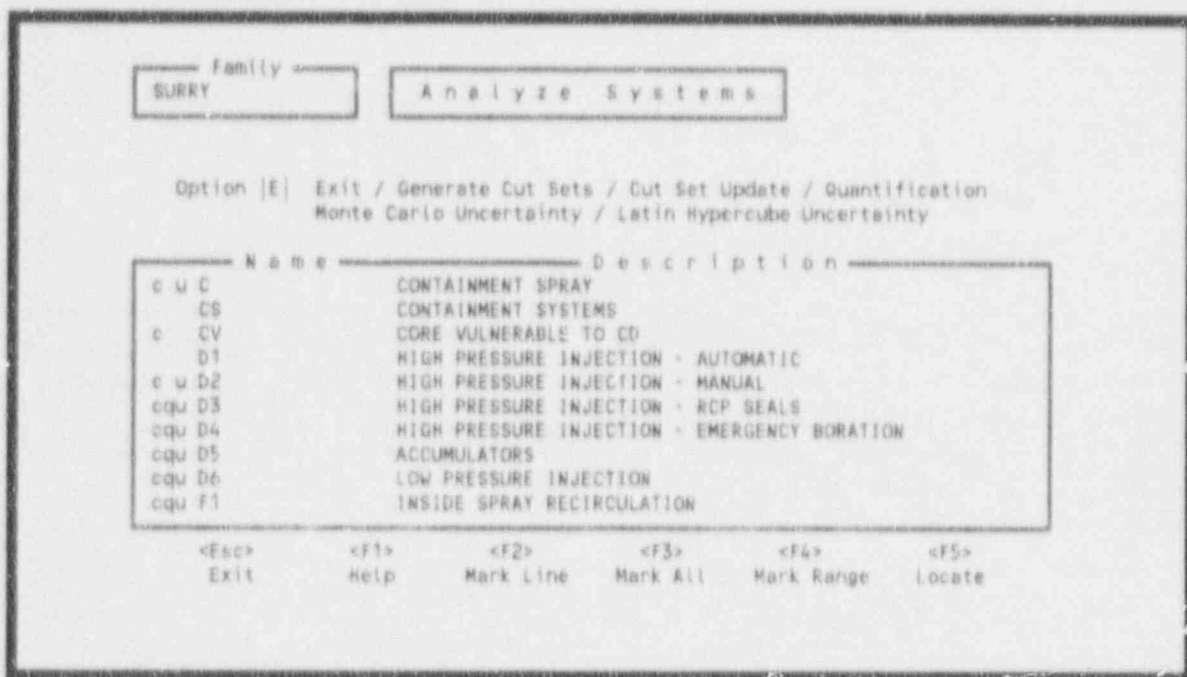 Family
SURRY
A n a l y z e S y s t e m s
Option |E| Exit / Generate Cut Sets / Cut Set Update / Quantification
Monte Carlo Uncertainty / Latin Hypercube Uncertainty
N a m e D e s c r i p t i o n
c u C CONTAINMENT SPRAY
CS CONTAINMENT SYSTEMS
c CV CORE VULNERABLE TO CD
D1 HIGH PRESSURE INJECTION - AUTOMATIC
c u D2 HIGH PRESSURE INJECTION - MANUAL
cqu D3 HIGH PRESSURE INJECTION - RCP SEALS
cqu D4 HIGH PRESSURE INJECTION - EMERGENCY BORATION
cqu D5 ACCUMULATORS
cqu D6 LOW PRESSURE INJECTION
cqu F1 INSIDE SPRAY RECIRCULATION
<Esc> <F1> <F2> <F3> <F4> <F5>
Exit Help Mark Line Mark All Mark Range Locate